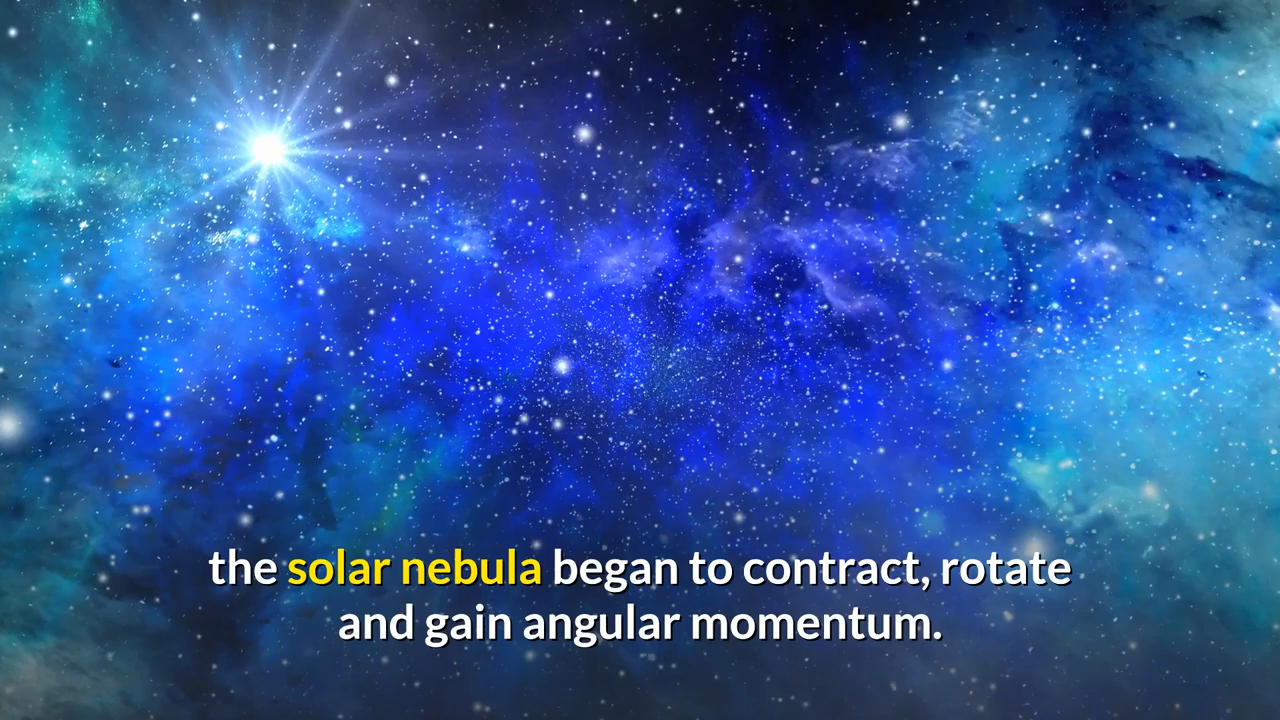 the solar nebula began to contract, rotate
and gain angular momentum.